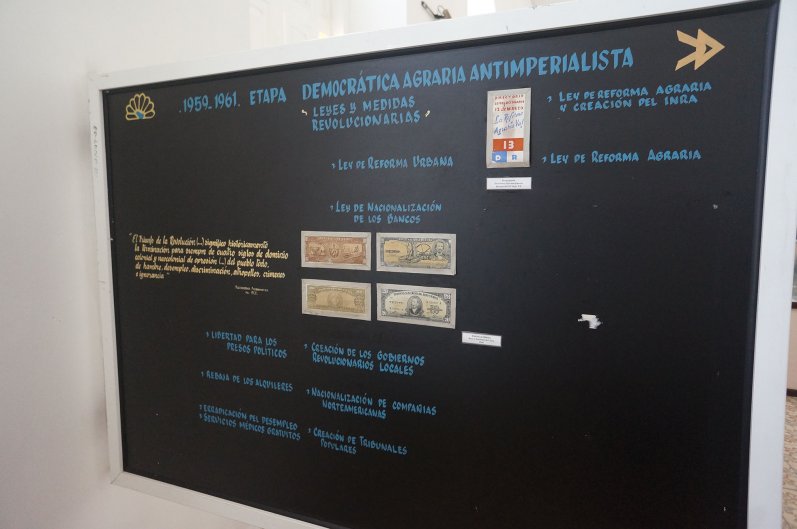 .1959-1961. ETAPA DEMOCRÁTICA AGRARIA ANTIMPERIALISTA
LEYES Y MEDIDAS
REVOLUCIONARIAS
LEY DE REFORMA URBANA
LEY DE NACIONALIZACIÓN
DE LOS BANCOS
13
D R
LEY DE REFORMA AGRARIA
Y CREACIÓN DEL INRA
LEY DE REFORMA AGRARIA
"El triunfo de la Revolución (...) significó históricamente
la terminación para siempre de cuatro siglos de dominio
colonial y neocolonial de opresión (...) del pueblo todo,
de hambre, desempleo, discriminación, atropellos, crímenes
e ignorancia"
LIBERTAD PARA LOS
PRESOS POLÍTICOS
REBAJA DE LOS ALQUILERES
ERRADICACIÓN DEL DESEMPLEO
SERVICIOS MÉDICOS GRATUITOS
CREACIÓN DE LOS GOBIERNOS
REVOLUCIONARIOS LOCALES
NACIONALIZACIÓN DE COMPAÑIAS
NORTEAMERICANAS
CREACIÓN DE TRIBUNALES
POPULARES